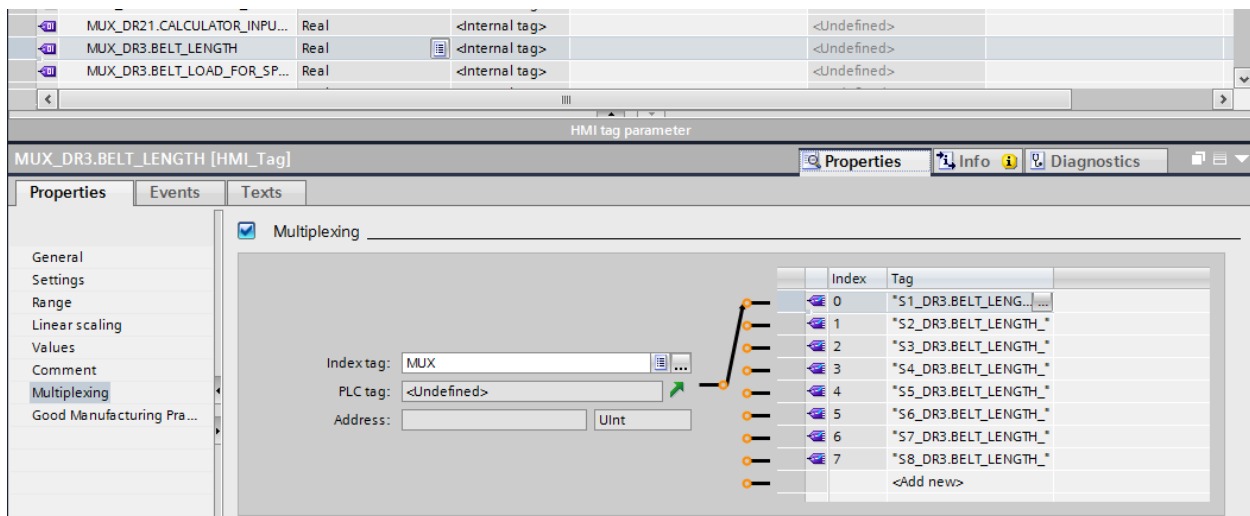 MUX_DR21.CALCULATOR_INPU... Real <Internal tag> <Undefined>
MUX_DR3.BELT_LENGTH Real <Internal tag> <Undefined>
MUX_DR3.BELT_LOAD_FOR_SP... Real <Internal tag> <Undefined>
HMI tag parameter
MUX_DR3.BELT_LENGTH [HMI_Tag] Properties Info Diagnostics
Properties Events Texts
Multiplexing
General
Settings
Range
Linear scaling
Values
Comment
Multiplexing
Good Manufacturing Pra...
Index tag: MUX ...
PLC tag: <Undefined>
Address: UInt
Index Tag
0 "S1_DR3.BELT_LENG... ...
1 "S2_DR3.BELT_LENGTH_"
2 "S3_DR3.BELT_LENGTH_"
3 "S4_DR3.BELT_LENGTH_"
4 "S5_DR3.BELT_LENGTH_"
5 "S6_DR3.BELT_LENGTH_"
6 "S7_DR3.BELT_LENGTH_"
7 "S8_DR3.BELT_LENGTH_"
<Add new>